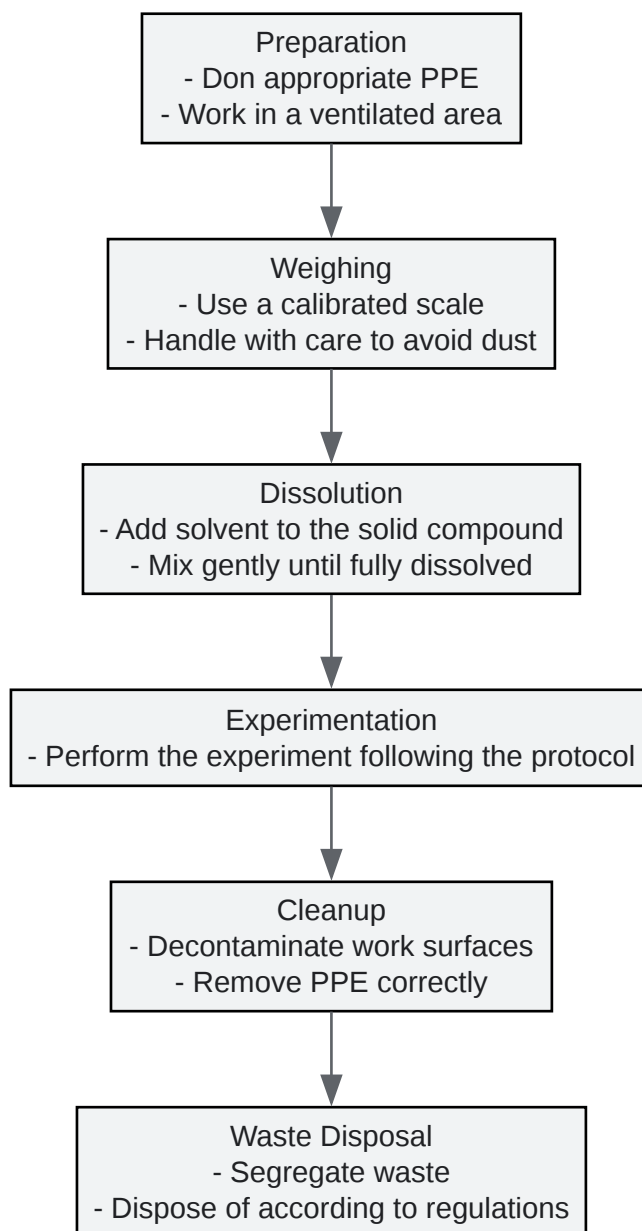 Preparation
- Don appropriate PPE
- Work in a ventilated area
Weighing
- Use a calibrated scale
- Handle with care to avoid dust
Dissolution
- Add solvent to the solid compound
- Mix gently until fully dissolved
Experimentation
- Perform the experiment following the protocol
Cleanup
- Decontaminate work surfaces
- Remove PPE correctly
Waste Disposal
- Segregate waste
- Dispose of according to regulations